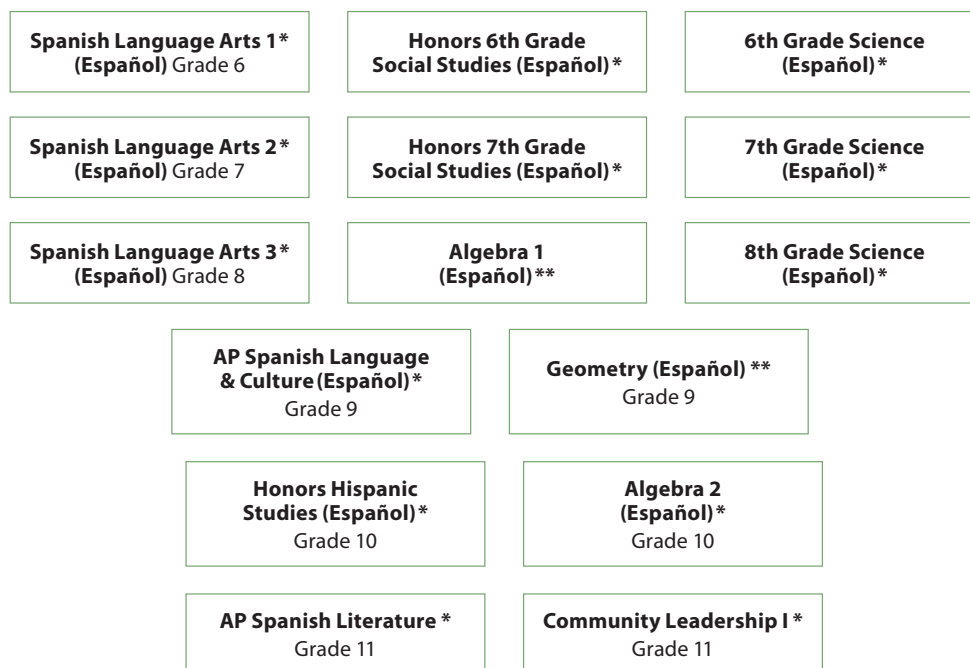 Spanish Language Arts 1*
(Español) Grade 6
Honors 6th Grade
Social Studies (Español)*
6th Grade Science
(Español)*
Spanish Language Arts 2*
(Español) Grade 7
Honors 7th Grade
Social Studies (Español)*
7th Grade Science
(Español)*
Spanish Language Arts 3*
(Español) Grade 8
Algebra 1
(Español)**
8th Grade Science
(Español)*
AP Spanish Language
& Culture (Español)*
Grade 9
Geometry (Español) **
Grade 9
Honors Hispanic
Studies (Español)*
Grade 10
Algebra 2
(Español)*
Grade 10
AP Spanish Literature *
Grade 11
Community Leadership I *
Grade 11